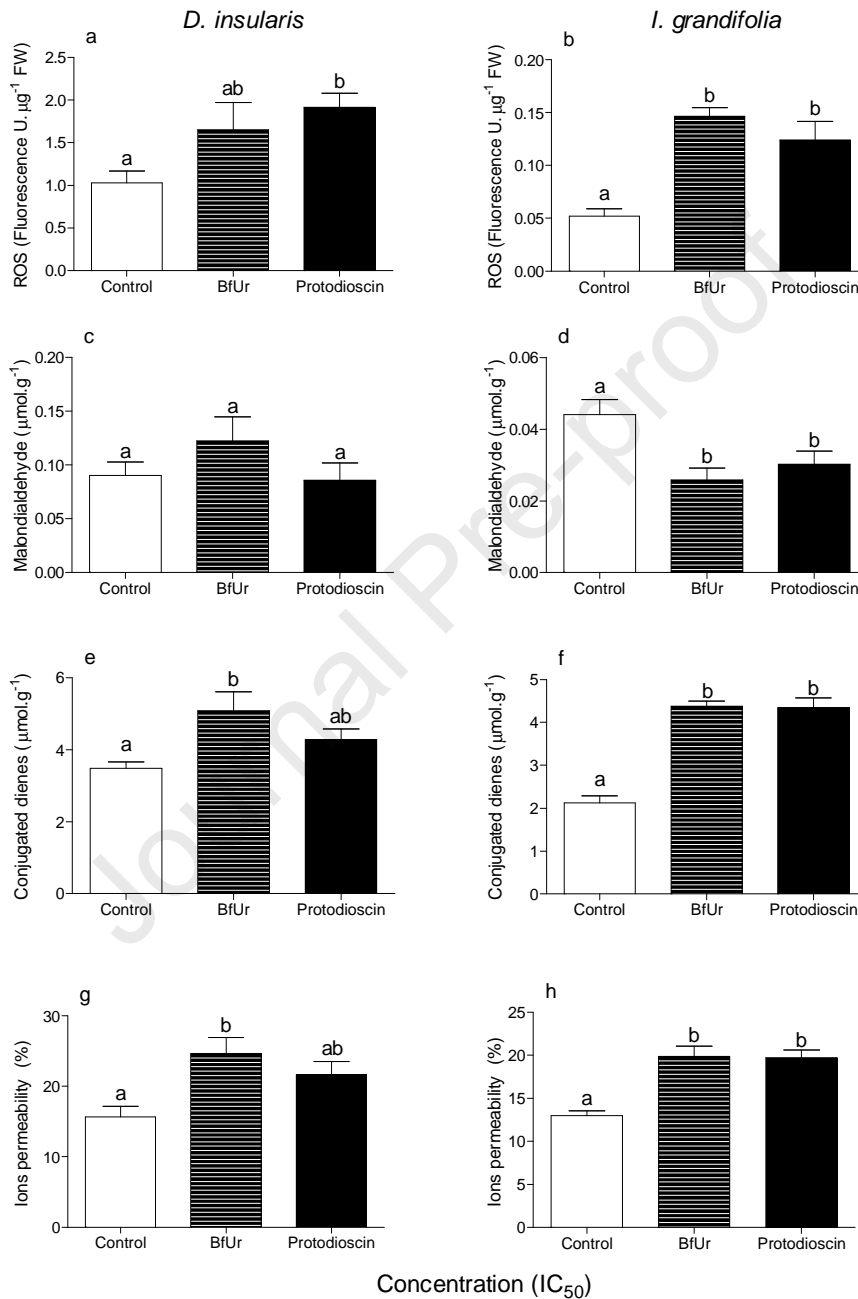 D. insularis
I. grandifolia
a
ROS (Fluorescence U. µg-1 FW)
2.5
2.0
1.5
1.0
0.5
0.0
a
ab
b
Control
BfUr
Protodioscin
b
ROS (Fluorescence U. µg-1 FW)
0.20
0.15
0.10
0.05
0.00
a
b
b
Control
BfUr
Protodioscin
c
Malondialdehyde (µmol.g-1)
0.20
0.15
0.10
0.05
0.00
a
a
a
Control
BfUr
Protodioscin
d
Malondialdehyde (µmol.g-1)
0.06
0.04
0.02
0.00
a
b
b
Control
BfUr
Protodioscin
e
Conjugated dienes (µmol.g-1)
6
4
2
0
a
b
ab
Control
BfUr
Protodioscin
f
Conjugated dienes (µmol.g-1)
5
4
3
2
1
0
a
b
b
Control
BfUr
Protodioscin
g
Ions permeability (%)
30
20
10
0
a
b
ab
Control
BfUr
Protodioscin
h
Ions permeability (%)
25
20
15
10
5
0
a
b
b
Control
BfUr
Protodioscin
Concentration (IC50)
Journal Pre-proof